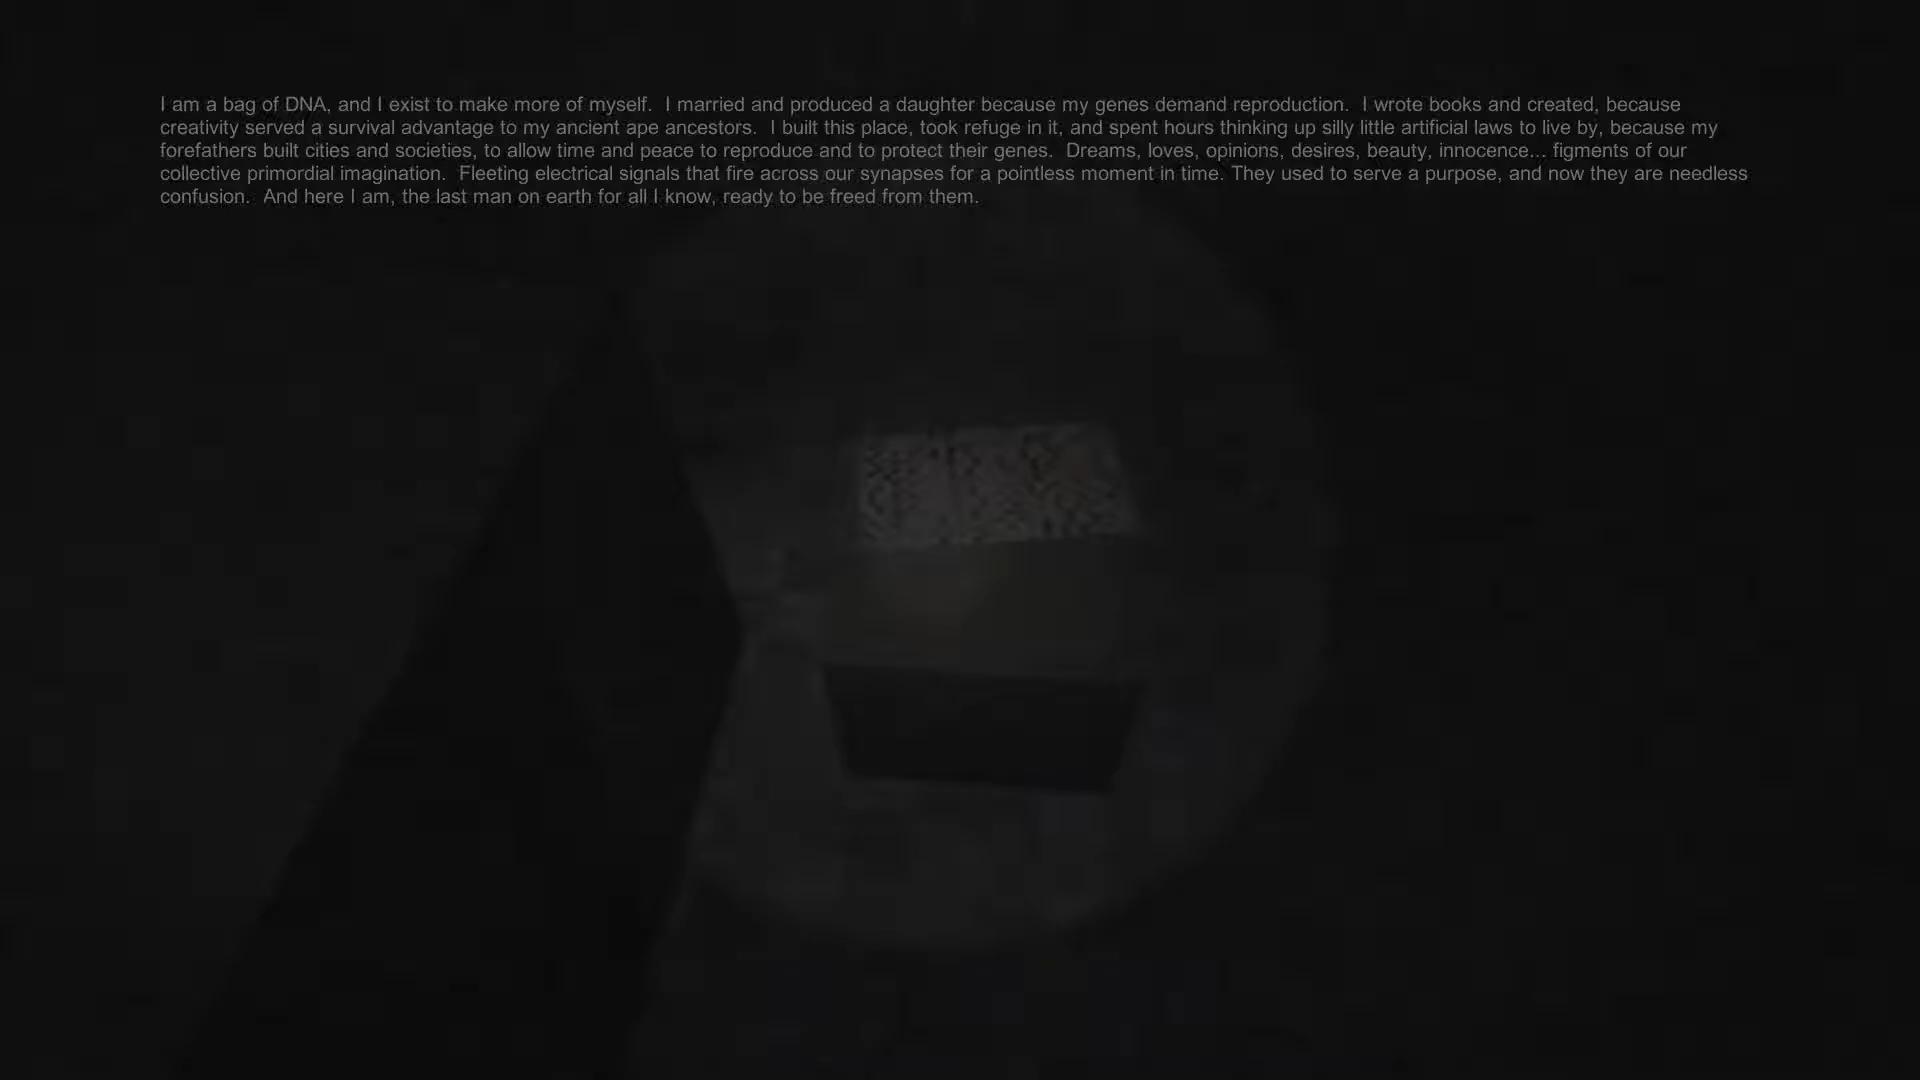 I am a bag of DNA, and I exist to make more of myself.  I married and produced a daughter because my genes demand reproduction.  I wrote books and created, because
creativity served a survival advantage to my ancient ape ancestors.  I built this place, took refuge in it, and spent hours thinking up silly little artificial laws to live by, because my
forefathers built cities and societies, to allow time and peace to reproduce and to protect their genes.  Dreams, loves, opinions, desires, beauty, innocence... figments of our
collective primordial imagination.  Fleeting electrical signals that fire across our synapses for a pointless moment in time. They used to serve a purpose, and now they are needless
confusion.  And here I am, the last man on earth for all I know, ready to be freed from them.